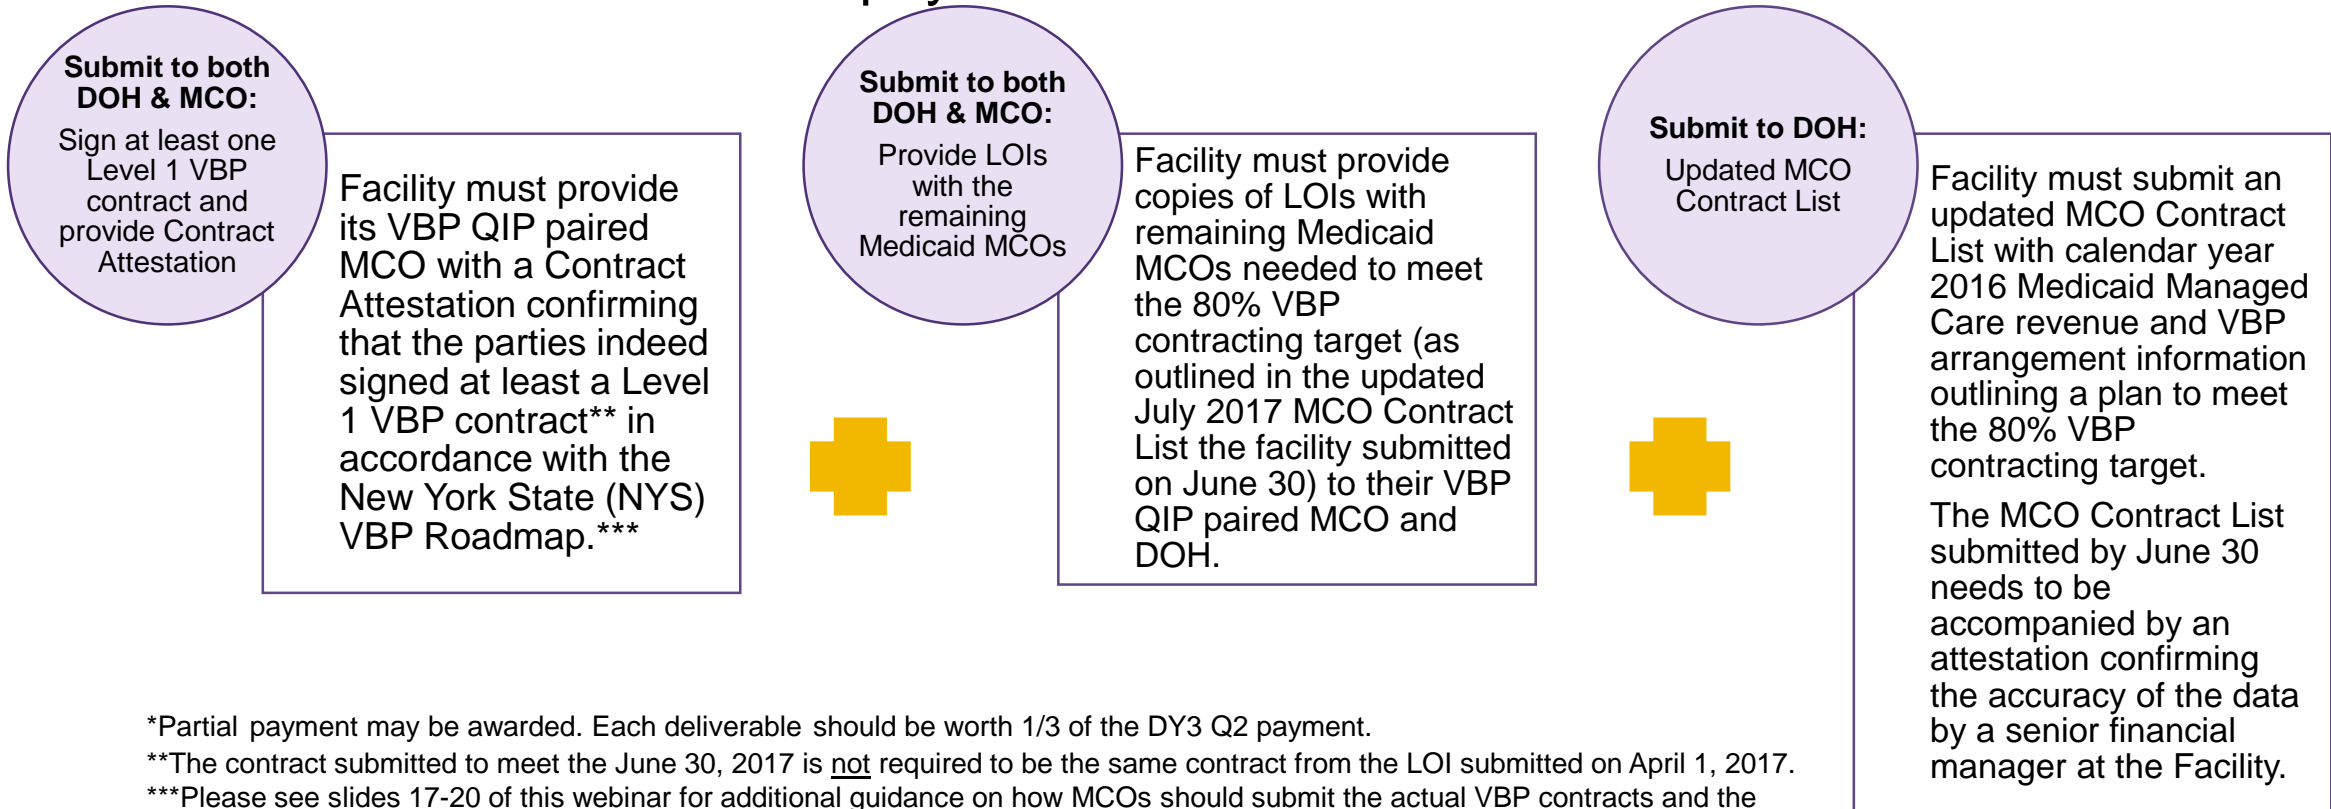 Submit to both
DOH & MCO:
Sign at least one
Level 1 VBP
contract and
provide Contract
Attestation
Facility must provide
its VBP QIP paired
MCO with a Contract
Attestation confirming
that the parties indeed
signed at least a Level
1 VBP contract** in
accordance with the
New York State (NYS)
VBP Roadmap.***
Submit to both
DOH & MCO:
Provide LOIs
with the
remaining
Medicaid MCOs
Facility must provide
copies of LOIs with
remaining Medicaid
MCOs needed to meet
the 80% VBP
contracting target (as
outlined in the updated
July 2017 MCO Contract
List the facility submitted
on June 30) to their VBP
QIP paired MCO and
DOH.
Submit to DOH:
Updated MCO
Contract List
Facility must submit an
updated MCO Contract
List with calendar year
2016 Medicaid Managed
Care revenue and VBP
arrangement information
outlining a plan to meet
the 80% VBP
contracting target.
The MCO Contract List
submitted by June 30
needs to be
accompanied by an
attestation confirming
the accuracy of the data
by a senior financial
manager at the Facility.
*Partial payment may be awarded. Each deliverable should be worth 1/3 of the DY3 Q2 payment.
**The contract submitted to meet the June 30, 2017 is not required to be the same contract from the LOI submitted on April 1, 2017.
***Please see slides 17-20 of this webinar for additional guidance on how MCOs should submit the actual VBP contracts and the